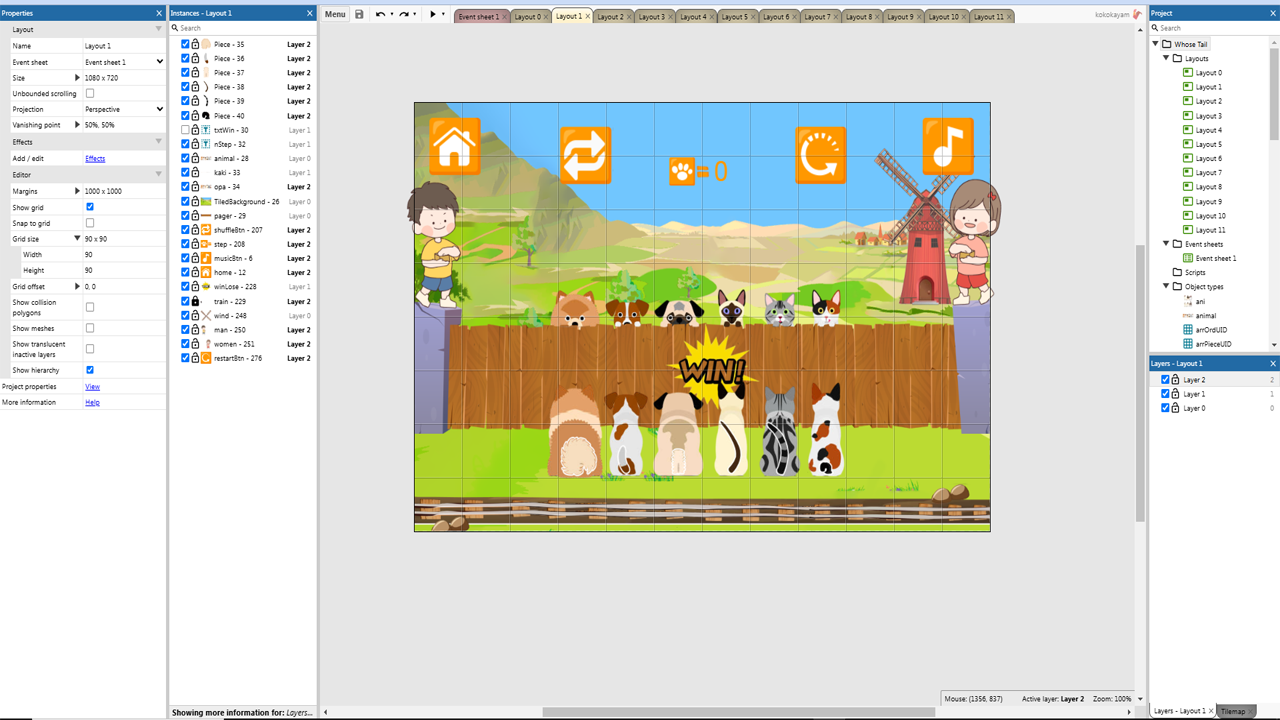 Properties
Layout
Name Layout 1
Event sheet Event sheet 1
Size 1080 x 720
Unbounded scrolling
Projection Perspective
Vanishing point 50%, 50%
Effects
Add / edit Effects
Editor
Margins 1000 x 1000
Show grid
Snap to grid
Grid size 90 x 90
Width 90
Height 90
Grid offset 0, 0
Show collision
polygons
Show meshes
Show translucent
inactive layers
Show hierarchy
Project properties View
More information Help
Instances - Layout 1
Search
Piece - 35 Layer 2
Piece - 36 Layer 2
Piece - 37 Layer 2
Piece - 38 Layer 2
Piece - 39 Layer 2
Piece - 40 Layer 2
txtWin - 30 Layer 1
nStep - 32 Layer 2
animal - 28 Layer 0
kaki - 33 Layer 1
opa - 34 Layer 2
TiledBackground - 26 Layer 0
pager - 29 Layer 0
shuffleBtn - 207 Layer 2
step - 208 Layer 2
musicBtn - 6 Layer 2
home - 12 Layer 2
winLose - 228 Layer 1
train - 229 Layer 2
wind - 248 Layer 0
man - 250 Layer 2
women - 251 Layer 2
restartBtn - 276 Layer 2
Showing more information for: Layers...
Menu
Event sheet 1 Layout 0 Layout 1 Layout 2 Layout 3 Layout 4 Layout 5 Layout 6 Layout 7 Layout 8 Layout 9 Layout 10 Layout 11
kokokayam
= 0
WIN!
Mouse: (1356, 837) Active layer: Layer 2 Zoom: 100%
Project
Search
Whose Tail
Layouts
Layout 0
Layout 1
Layout 2
Layout 3
Layout 4
Layout 5
Layout 6
Layout 7
Layout 8
Layout 9
Layout 10
Layout 11
Event sheets
Event sheet 1
Scripts
Object types
ani
animal
arrOrdUID
arrPieceUID
Layers - Layout 1
Layer 2 2
Layer 1 1
Layer 0 0
Layers - Layout 1 Tilemap